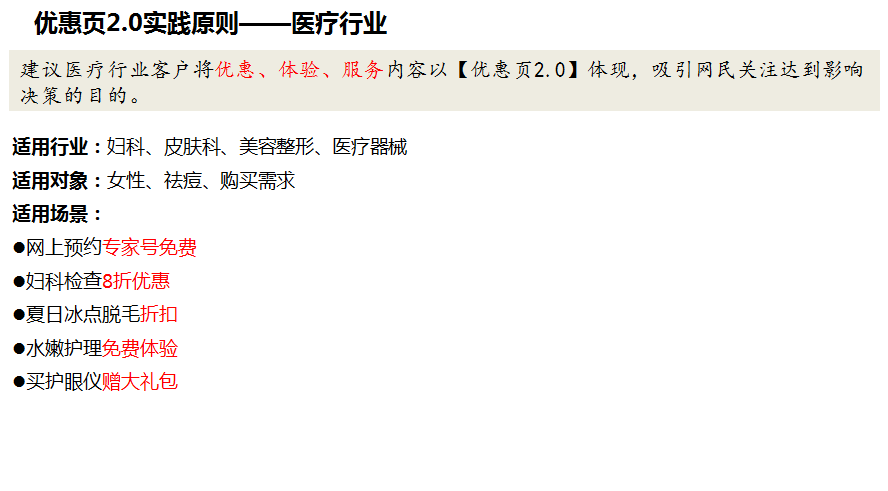 优惠页2.0实践原则——医疗行业
建议医疗行业客户将优惠、体验、服务内容以【优惠页2.0】体现，吸引网民关注达到影响
决策的目的。
适用行业：妇科、皮肤科、美容整形、医疗器械
适用对象：女性、祛痘、购买需求
适用场景：
●网上预约专家号免费
●妇科检查8折优惠
●夏日冰点脱毛折扣
●水嫩护理免费体验
●买护眼仪赠大礼包